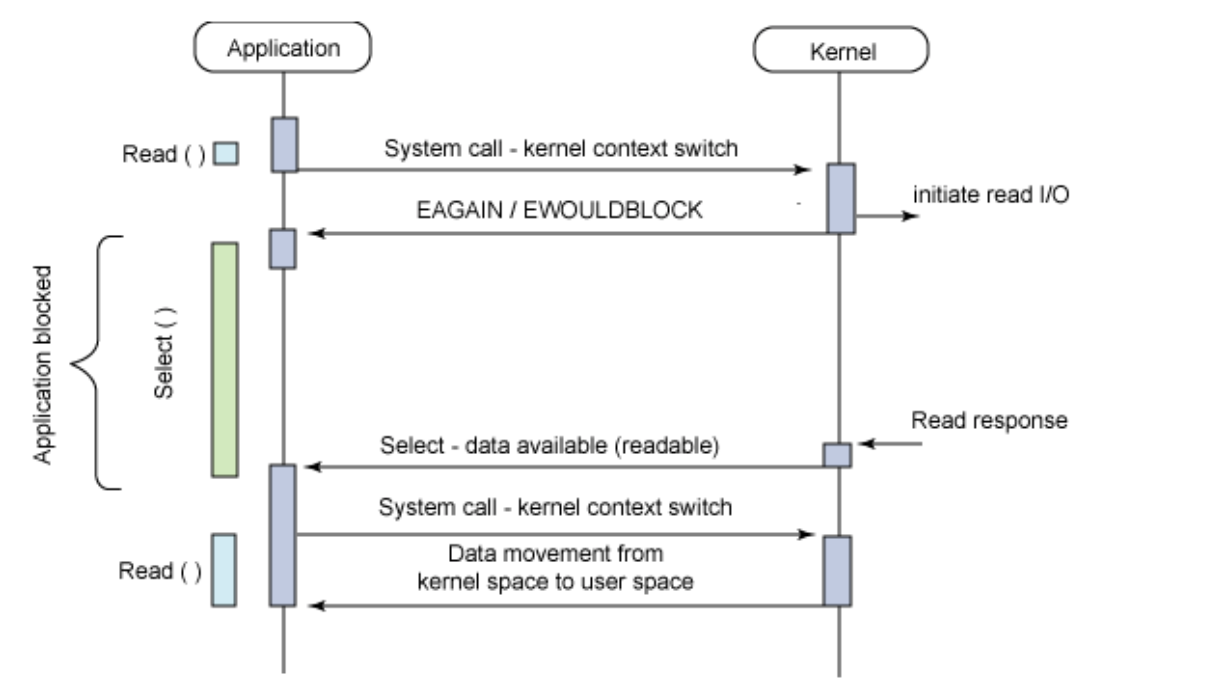 Application
Kernel
Read ( )
System call - kernel context switch
initiate read I/O
EAGAIN / EWOULDBLOCK
Application blocked
Select ( )
Read response
Select - data available (readable)
System call - kernel context switch
Read ( )
Data movement from
kernel space to user space